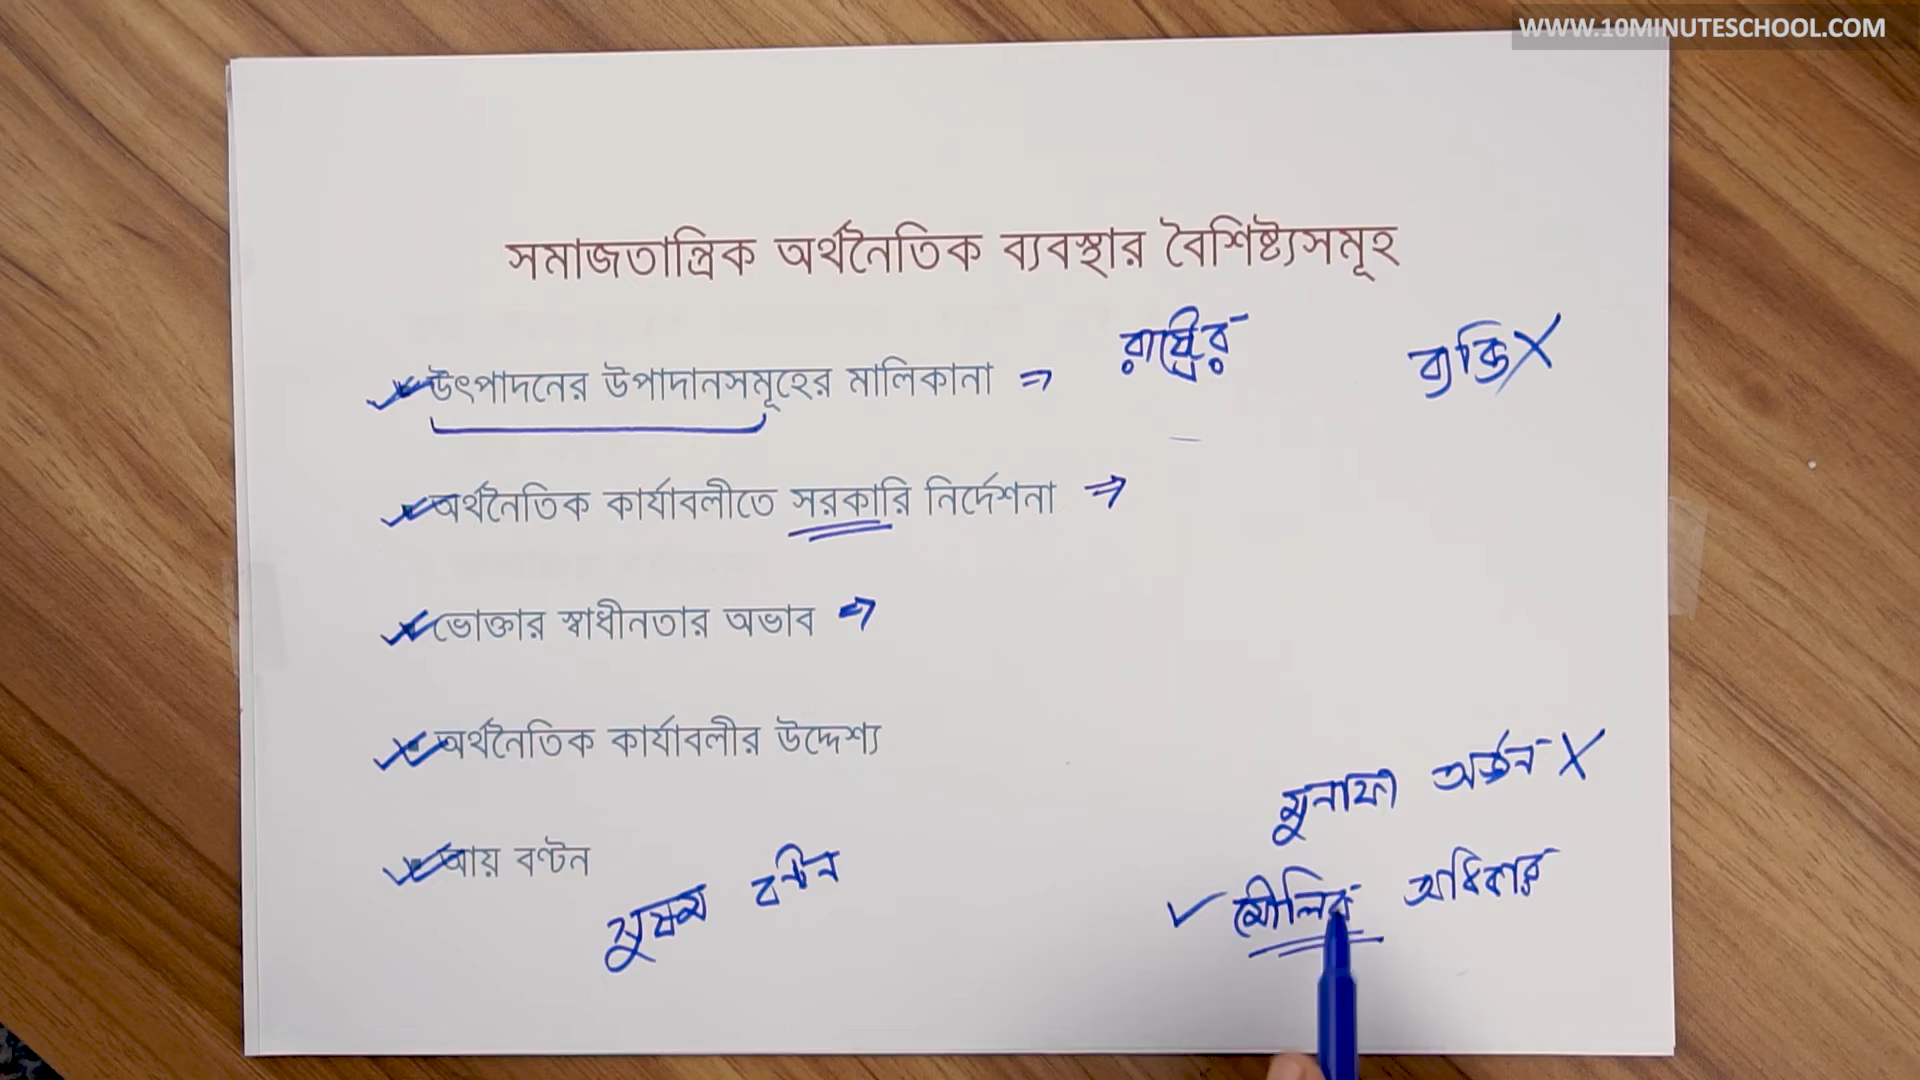 WWW.10MINUTESCHOOL.COM
সমাজতান্ত্রিক অর্থনৈতিক ব্যবস্থার বৈশিষ্ট্যসমূহ
উৎপাদনের উপাদানসমূহের মালিকানা ⇒ রাষ্ট্রের ব্যক্তি X
অর্থনৈতিক কার্যাবলীতে সরকারি নির্দেশনা ⇒
ভোক্তার স্বাধীনতার অভাব ⇒
অর্থনৈতিক কার্যাবলীর উদ্দেশ্য
মুনাফা অর্জন X
আয় বণ্টন
সুষম বণ্টন
✓ মৌলিক অধিকার